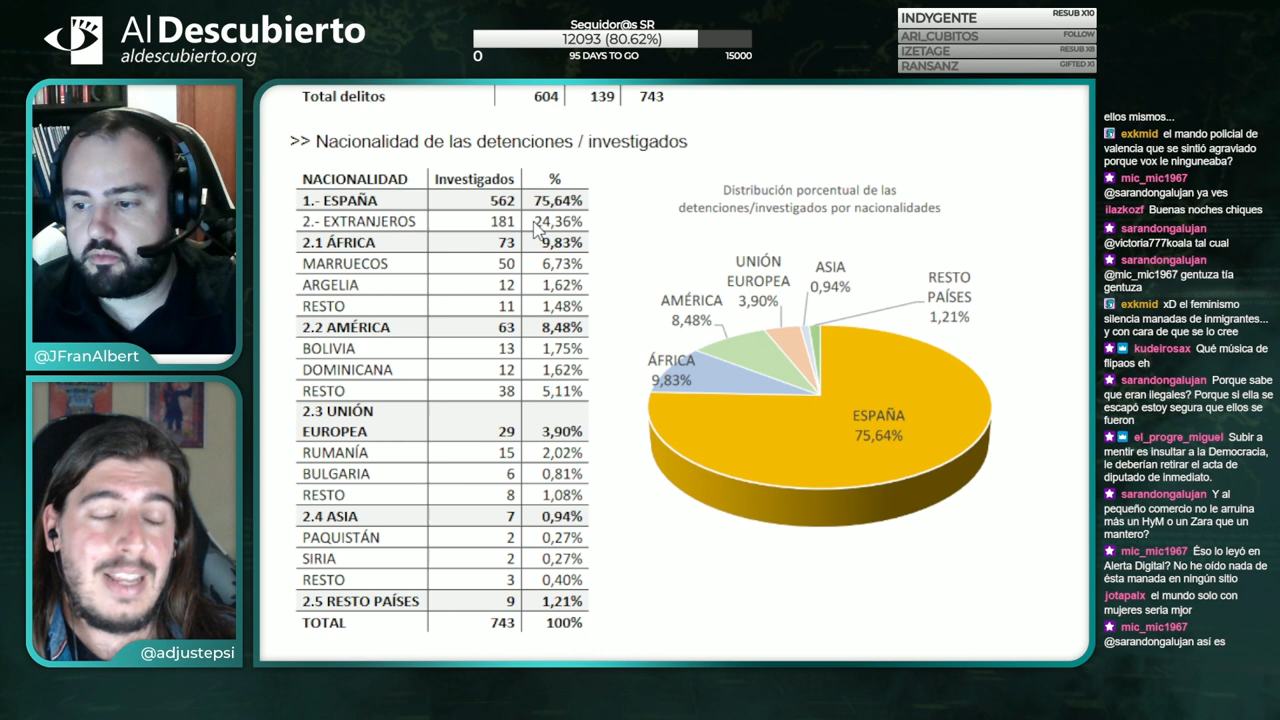 Al Descubierto
aldescubierto.org
Seguidor@s SR
12093 (80.62%)
0 95 DAYS TO GO 15000
INDYGENTE RESUB X10
ARI_CUBITOS FOLLOW
IZETAGE RESUB X8
RANSANZ GIFTED X1
@JFranAlbert
@adjustepsi
Total delitos 604 139 743
>> Nacionalidad de las detenciones / investigados
NACIONALIDAD Investigados %
1.- ESPAÑA 562 75,64%
2.- EXTRANJEROS 181 24,36%
2.1 ÁFRICA 73 9,83%
MARRUECOS 50 6,73%
ARGELIA 12 1,62%
RESTO 11 1,48%
2.2 AMÉRICA 63 8,48%
BOLIVIA 13 1,75%
DOMINICANA 12 1,62%
RESTO 38 5,11%
2.3 UNIÓN
EUROPEA 29 3,90%
RUMANÍA 15 2,02%
BULGARIA 6 0,81%
RESTO 8 1,08%
2.4 ASIA 7 0,94%
PAQUISTÁN 2 0,27%
SIRIA 2 0,27%
RESTO 3 0,40%
2.5 RESTO PAÍSES 9 1,21%
TOTAL 743 100%
Distribución porcentual de las
detenciones/investigados por nacionalidades
UNIÓN
EUROPEA
3,90%
ASIA
0,94%
RESTO
PAÍSES
1,21%
AMÉRICA
8,48%
ÁFRICA
9,83%
ESPAÑA
75,64%
ellos mismos...
exkmid el mando policial de
valencia que se sintió agraviado
porque vox le ninguneaba?
mic_mic1967
@sarandongalujan ya ves
ilazkozf Buenas noches chiques
sarandongalujan
@victoria777koala tal cual
sarandongalujan
@mic_mic1967 gentuza tía
gentuza
exkmid xD el feminismo
silencia manadas de inmigrantes...
y con cara de que se lo cree
kudeirosax Qué música de
flipaos eh
sarandongalujan Porque sabe
que eran ilegales? Porque si ella se
escapó estoy segura que ellos se
fueron
el_progre_miguel Subir a
mentir es insultar a la Democracia,
le deberían retirar el acta de
diputado de inmediato.
sarandongalujan Y al
pequeño comercio no le arruina
más un HyM o un Zara que un
mantero?
mic_mic1967 Éso lo leyó en
Alerta Digital? No he oído nada de
ésta manada en ningún sitio
jotapalx el mundo solo con
mujeres seria mjor
mic_mic1967
@sarandongalujan así es